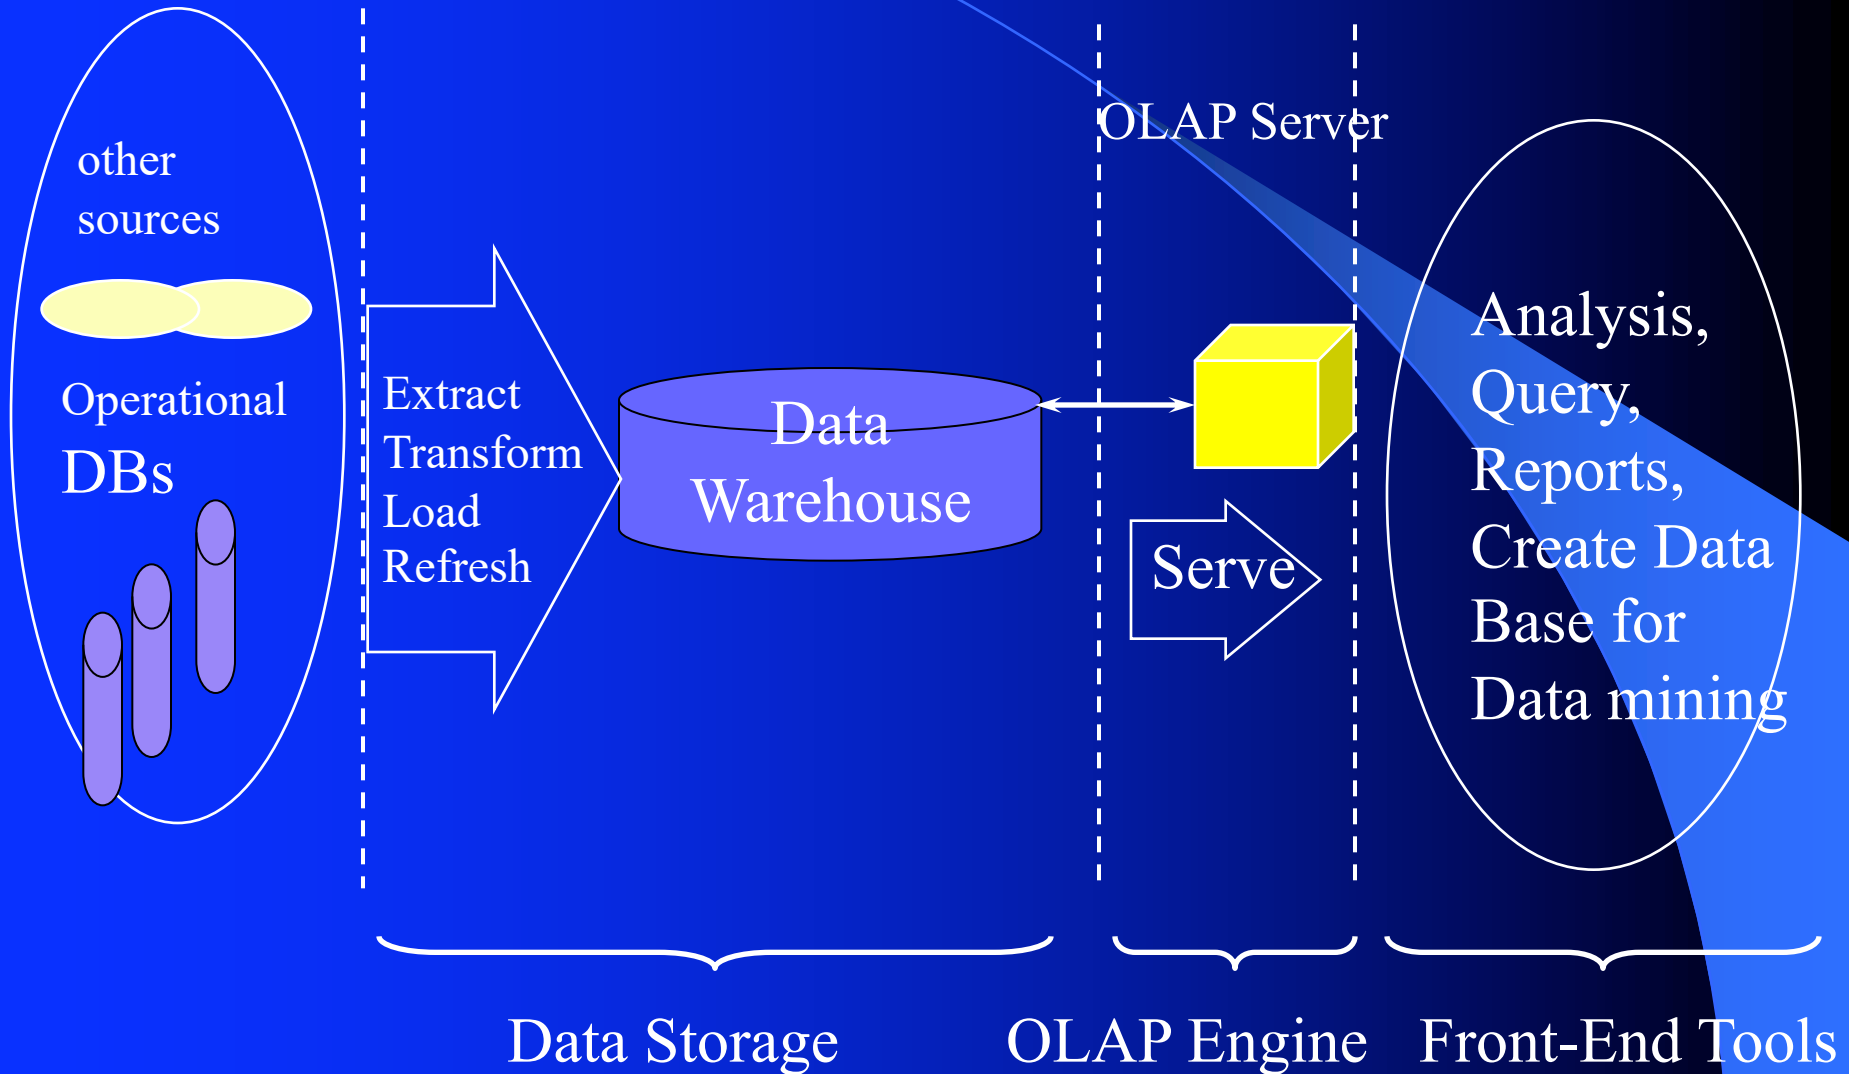 other
sources
Operational
DBs
Extract
Transform
Load
Refresh
Data
Warehouse
OLAP Server
Serve
Analysis,
Query,
Reports,
Create Data
Base for
Data mining
Data Storage
OLAP Engine
Front-End Tools